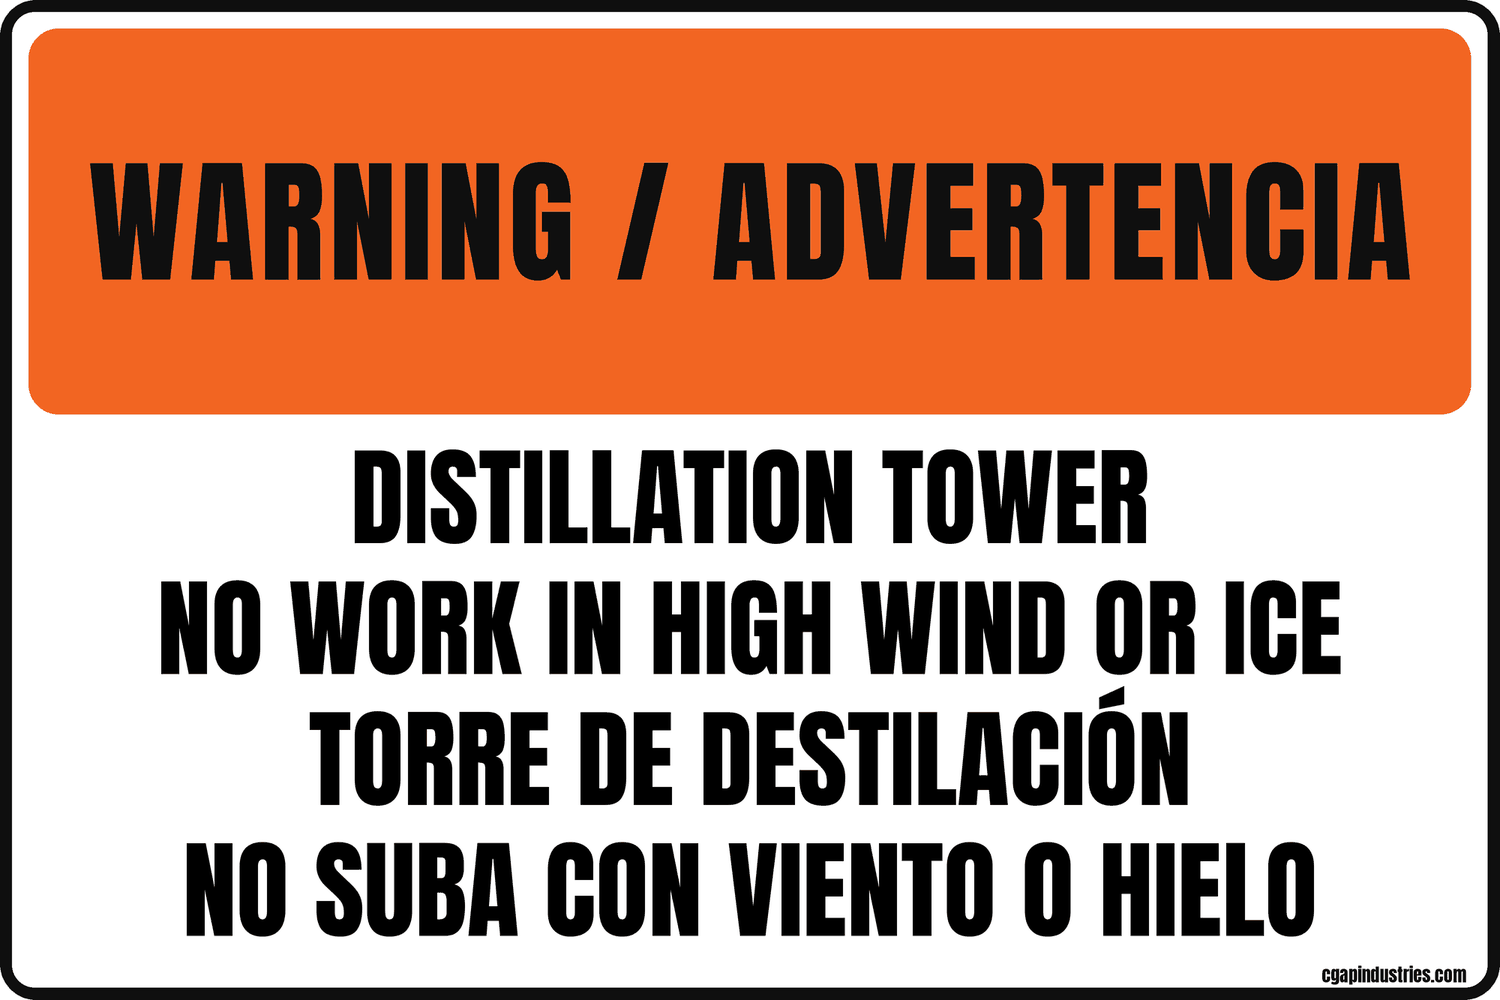 WARNING / ADVERTENCIA
DISTILLATION TOWER
NO WORK IN HIGH WIND OR ICE
TORRE DE DESTILACIÓN
NO SUBA CON VIENTO O HIELO
cgapindustries.com